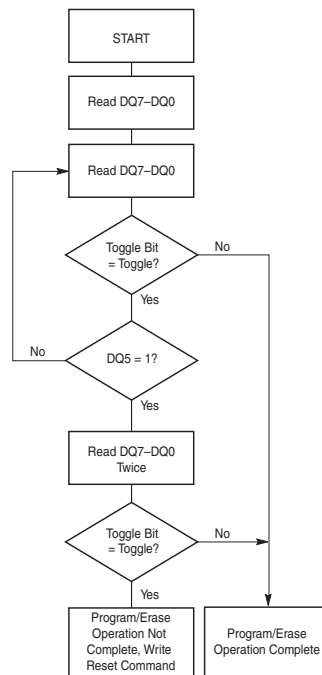 START
Read DQ7–DQ0
Read DQ7–DQ0
Toggle Bit
= Toggle?
No
Yes
No
DQ5 = 1?
Yes
Read DQ7–DQ0
Twice
Toggle Bit
= Toggle?
No
Yes
Program/Erase
Operation Not
Complete, Write
Reset Command
Program/Erase
Operation Complete